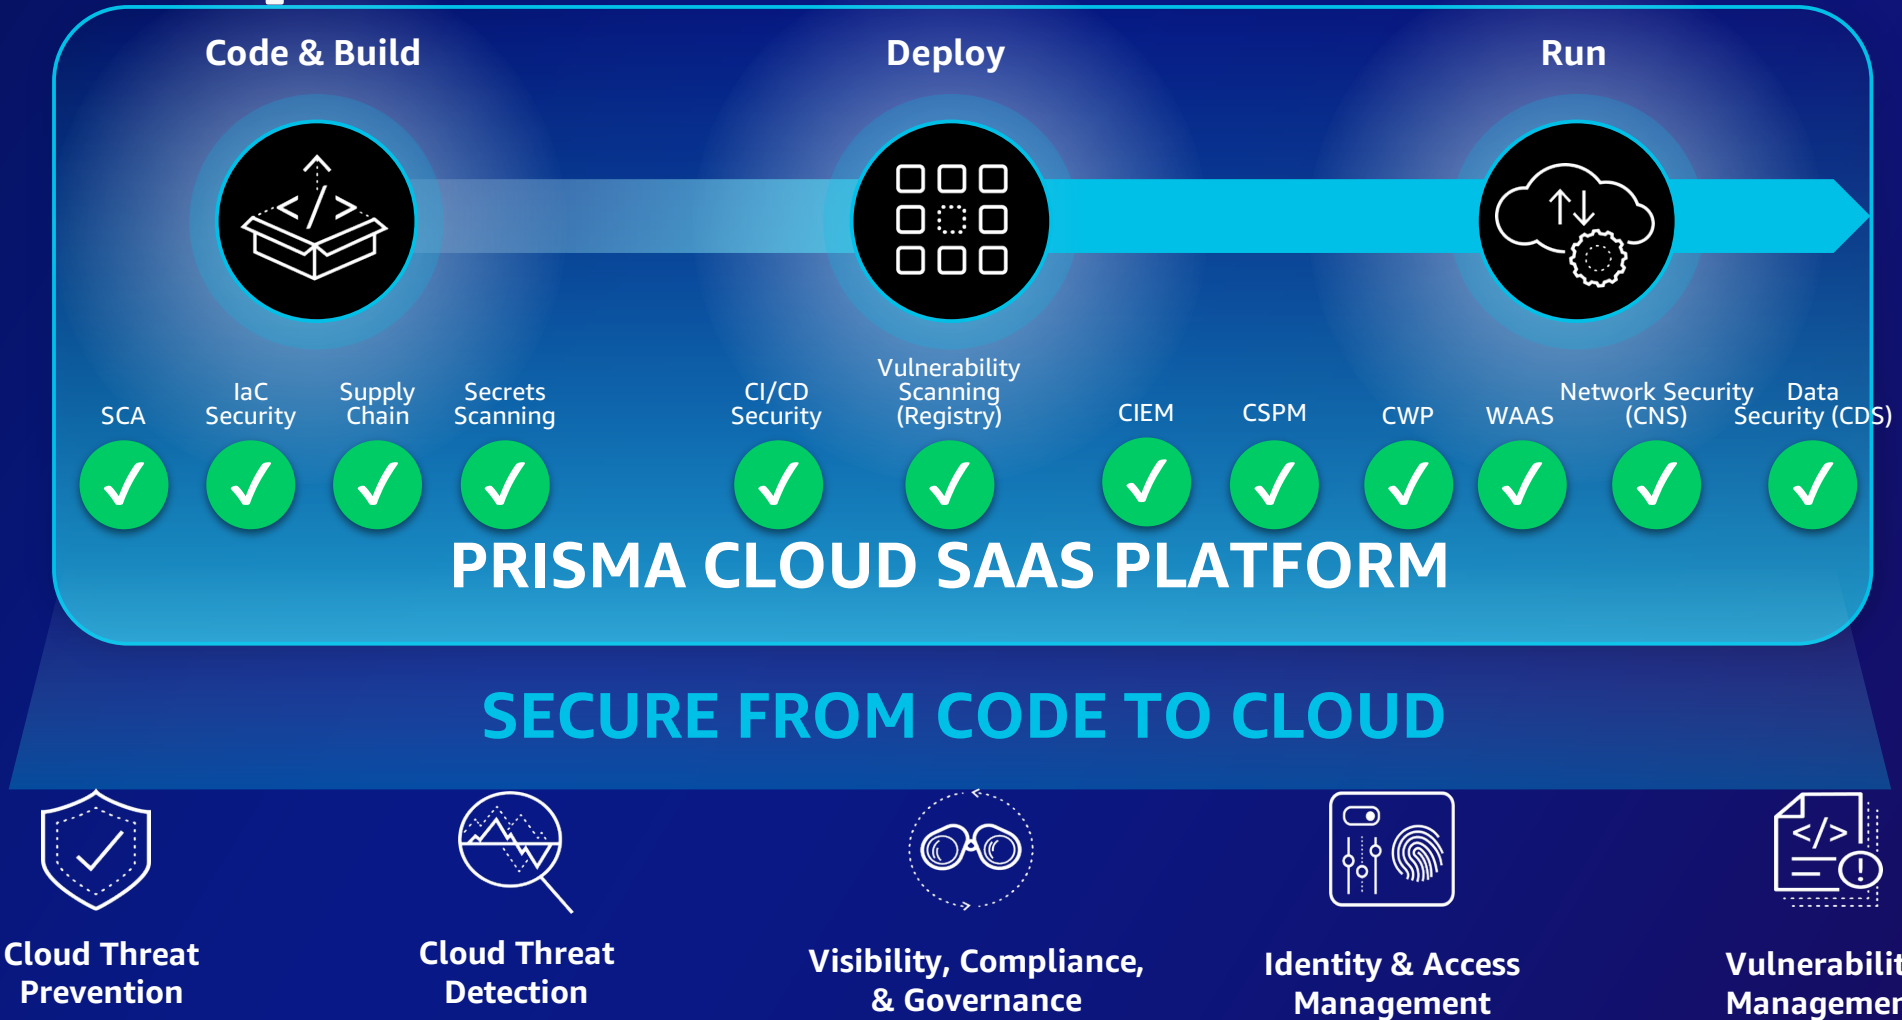 Code & Build
Deploy
Run
SCA
IaC
Security
Supply
Chain
Secrets
Scanning
CI/CD
Security
Vulnerability
Scanning
(Registry)
CIEM
CSPM
CWP
WAAS
Network Security
(CNS)
Data
Security (CDS)
PRISMA CLOUD SAAS PLATFORM
SECURE FROM CODE TO CLOUD
Cloud Threat
Prevention
Cloud Threat
Detection
Visibility, Compliance,
& Governance
Identity & Access
Management